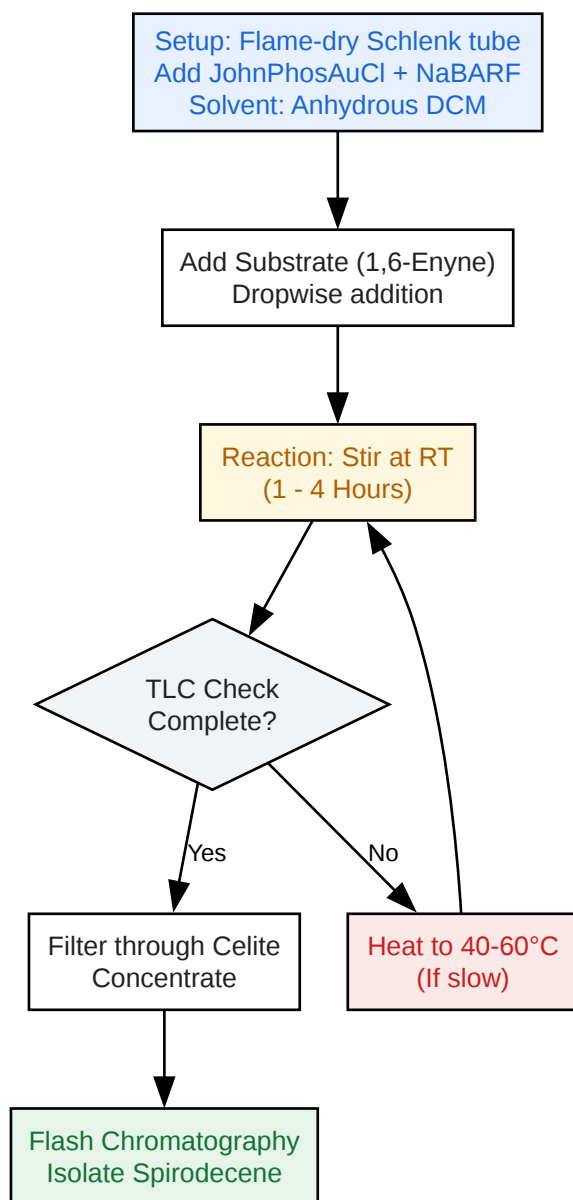 Setup: Flame-dry Schlenk tube
Add JohnPhosAuCl + NaBARF
Solvent: Anhydrous DCM
Add Substrate (1,6-Enyne)
Dropwise addition
Reaction: Stir at RT
(1 - 4 Hours)
TLC Check
Complete?
Yes
No
Filter through Celite
Concentrate
Heat to 40-60°C
(If slow)
Flash Chromatography
Isolate Spirodecene